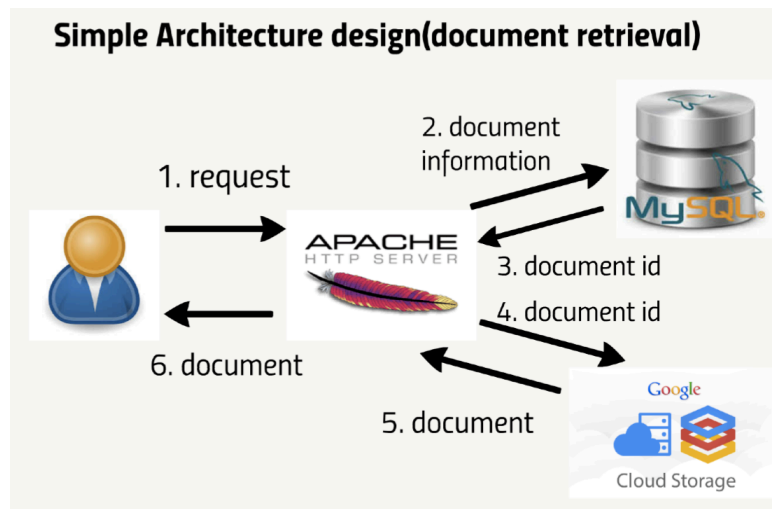 Simple Architecture design(document retrieval)
2. document
information
1. request
MySQL.
APACHE
HTTP SERVER
3. document id
4. document id
6. document
5. document
Google
Cloud Storage